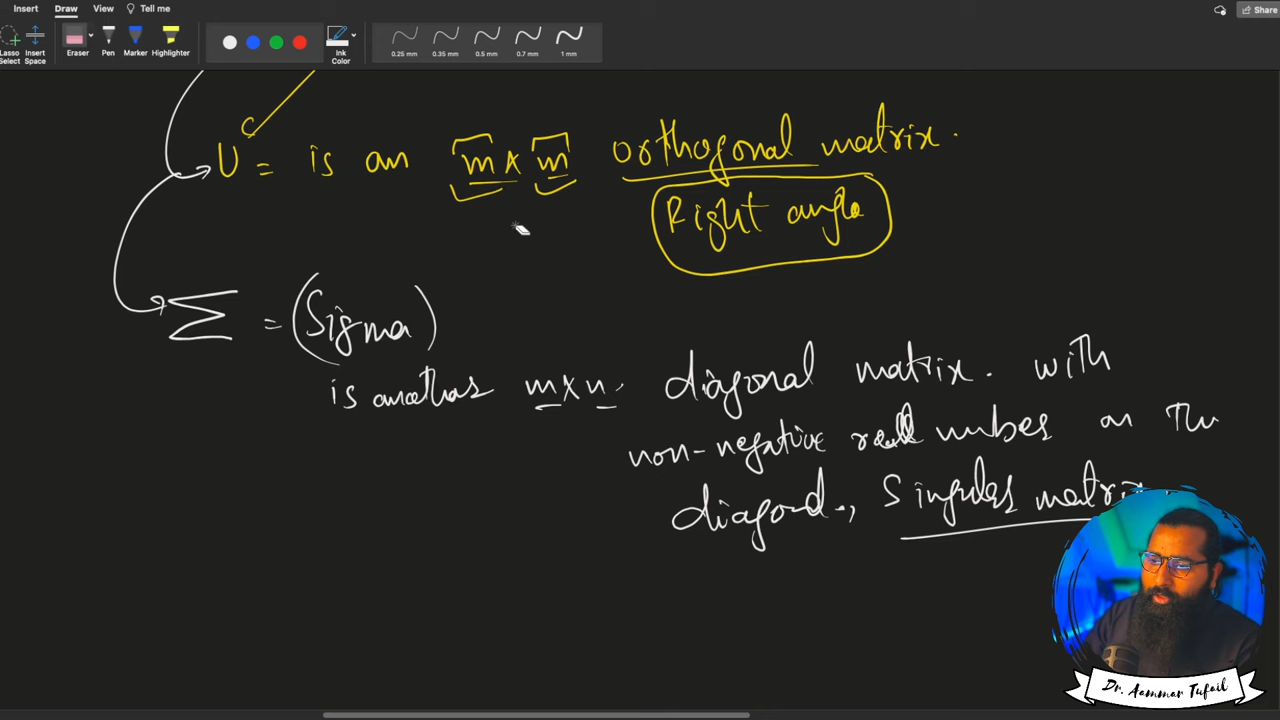 Insert Draw View Tell me
Share
Lasso Select Insert Space Eraser Pen Marker Highlighter Ink Color 0.25 mm 0.35 mm 0.5 mm 0.7 mm 1 mm
U = is an m x m orthogonal matrix.
Right angle
Σ = (Sigma)
is m x n, diagonal matrix. with
non-negative numbers on the
diagonal., Singular matrix
Dr. Aammar Tufail